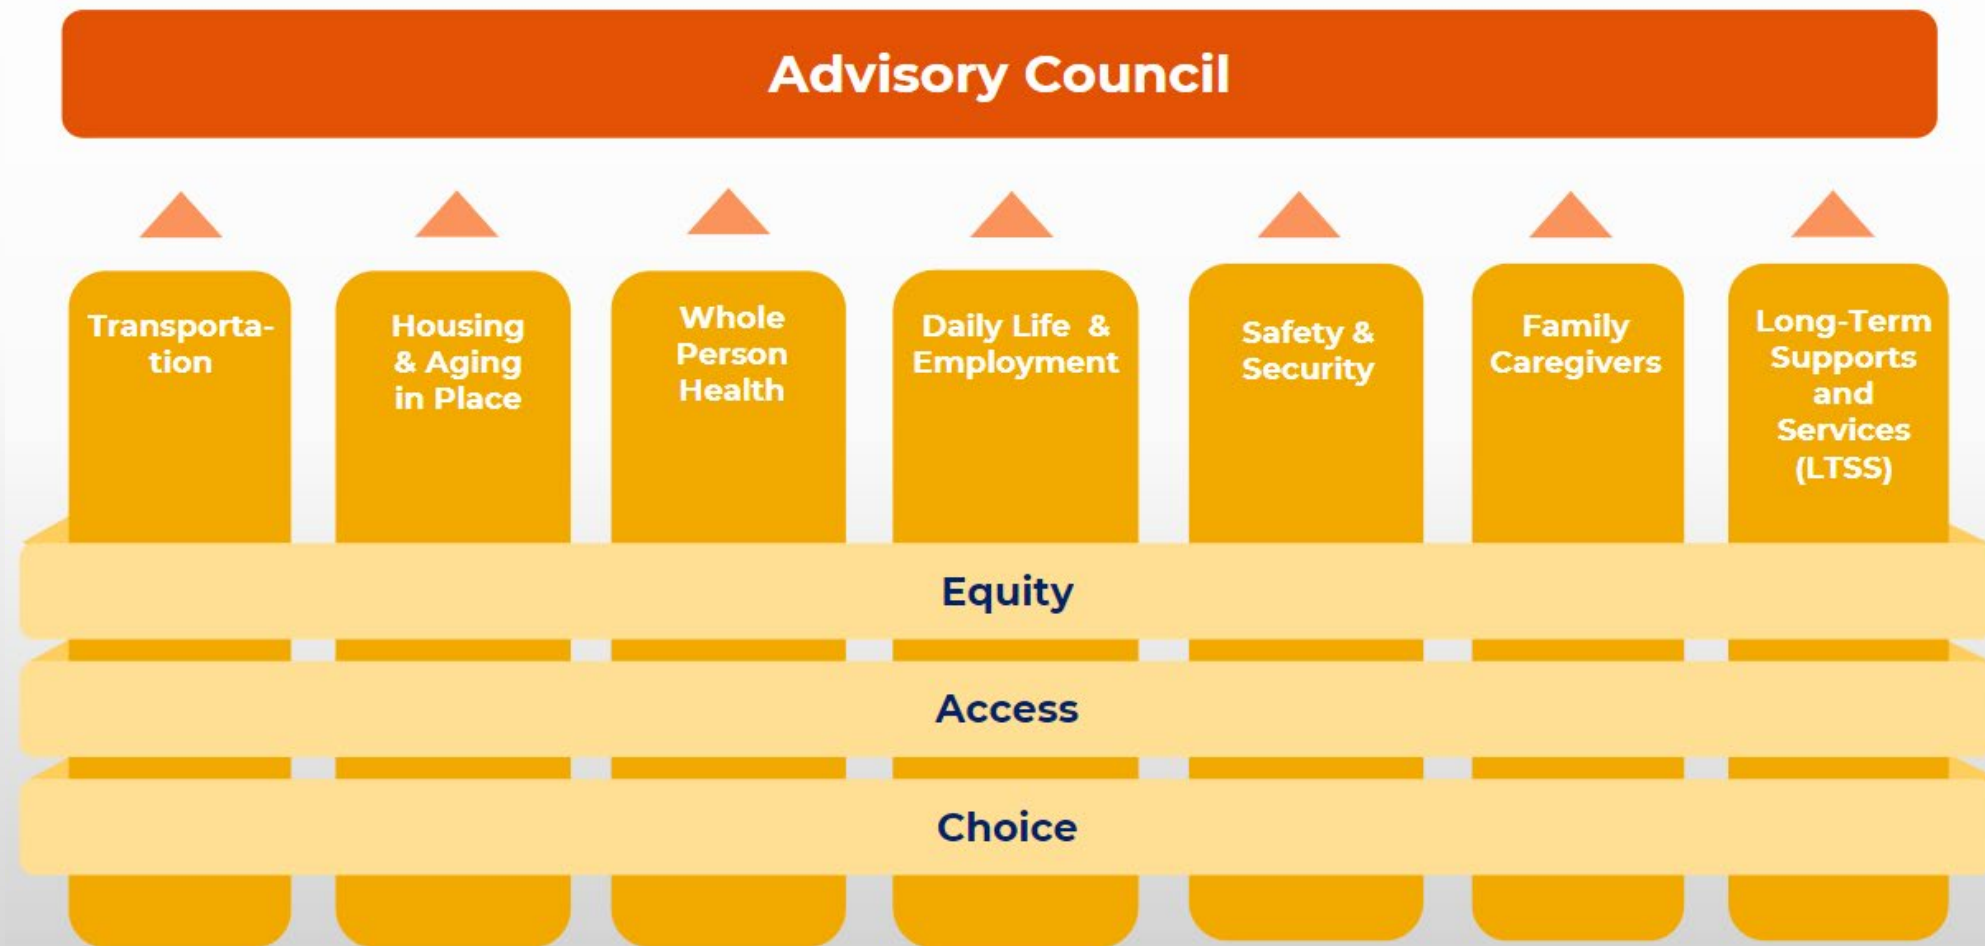 Advisory Council
Transporta-
tion
Housing
& Aging
in Place
Whole
Person
Health
Daily Life &
Employment
Safety &
Security
Family
Caregivers
Long-Term
Supports
and
Services
(LTSS)
Equity
Access
Choice